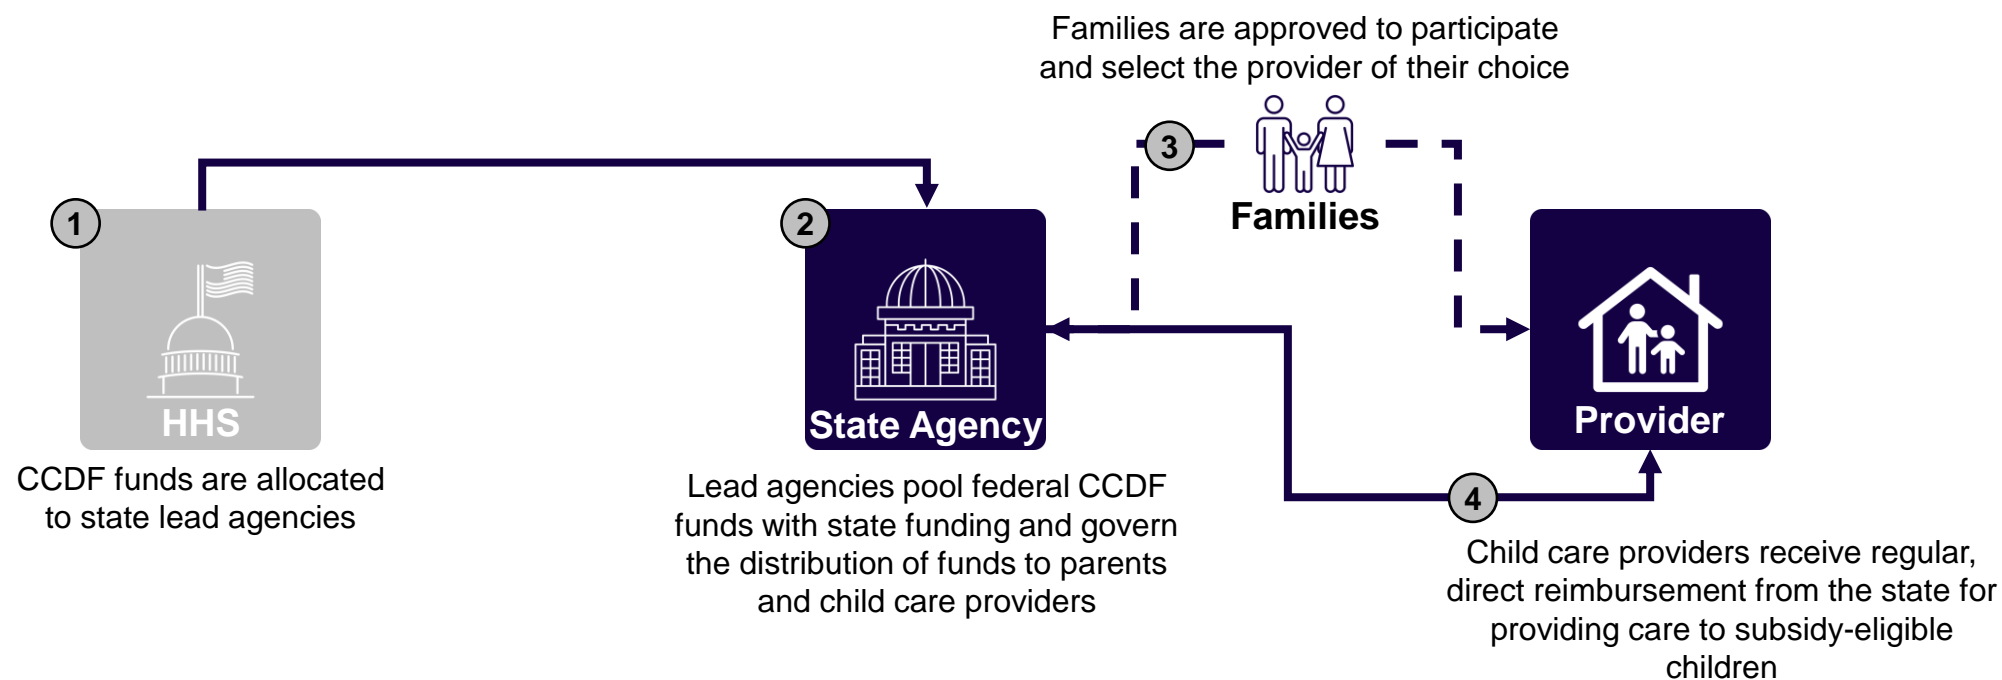 1
HHS
CCDF funds are allocated
to state lead agencies
2
State Agency
Lead agencies pool federal CCDF
funds with state funding and govern
the distribution of funds to parents
and child care providers
Families are approved to participate
and select the provider of their choice
3
Families
Provider
4
Child care providers receive regular,
direct reimbursement from the state for
providing care to subsidy-eligible
children